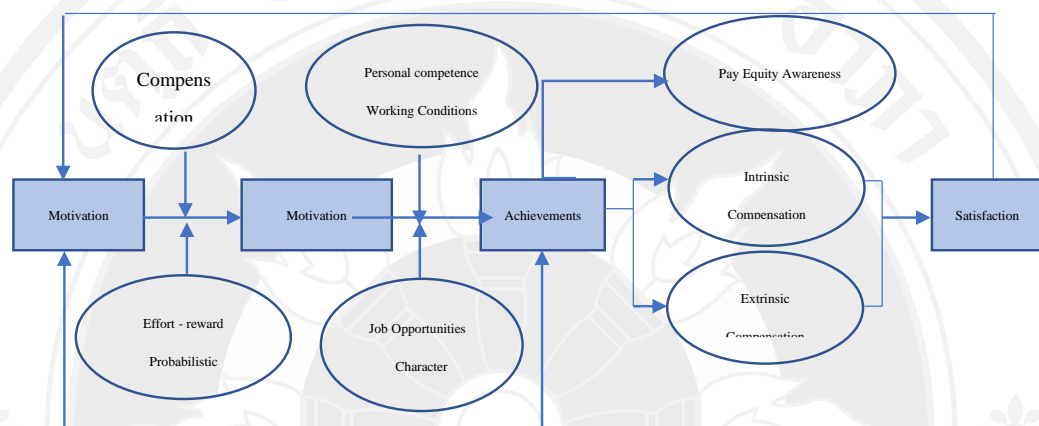 Compens
ation
Personal competence
Working Conditions
Pay Equity Awareness
Motivation
Motivation
Achievements
Intrinsic
Compensation
Satisfaction
Effort - reward
Probabilistic
Job Opportunities
Character
Extrinsic
Compensation